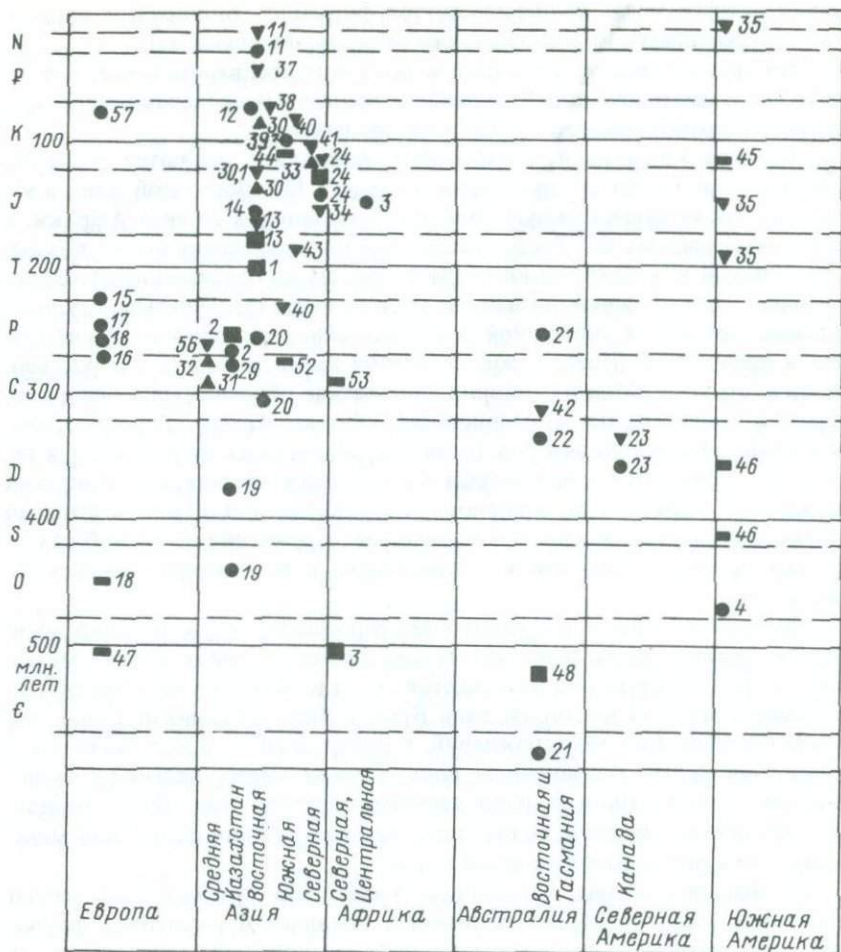 N 11 35
11
₽ 37
57 12 38
30 40
K 100 39 41
44 24 45
30,1 33 24
30 24 3
J 14 34 35
13
13 43 35
T 200 1
15 40
17 2 20 21
P 18 56 2
16 32 29 52
C 300 31 53
20 42
22 23
23 46
D 19
400
S 46
19
O 18
4
500 47 3
млн. 48
лет
Є
21
Средняя
Казахстан
Восточная
Южная
Северная
Северная,
Центральная
Восточная и
Тасмания
Канада
Европа Азия Африка Австралия Северная Южная
Америка Америка